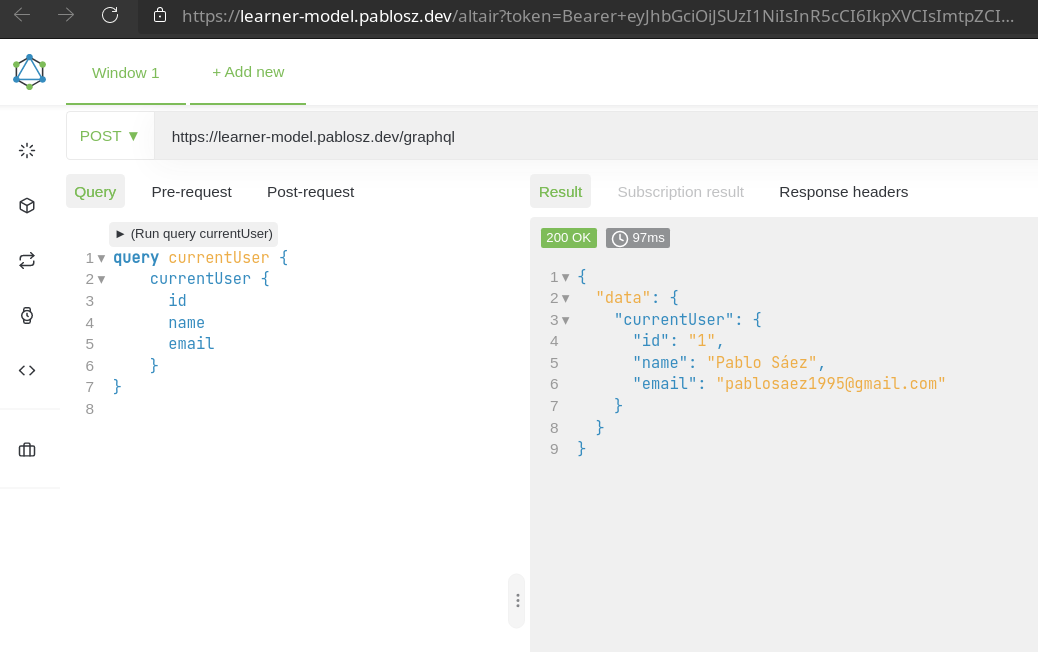 https://learner-model.pablosz.dev/altair?token=Bearer+eyJhbGciOiJSUzI1NiIsInR5cCI6IkpXVCIsImtpZCI...
Window 1 + Add new
POST ▼ https://learner-model.pablosz.dev/graphql
Query Pre-request Post-request
Result Subscription result Response headers
► (Run query currentUser)
1 ▼ query currentUser {
2 ▼ currentUser {
3 id
4 name
5 email
6 }
7 }
8
200 OK 97ms
1 ▼ {
2 ▼ "data": {
3 ▼ "currentUser": {
4 "id": "1",
5 "name": "Pablo Sáez",
6 "email": "pablosaez1995@gmail.com"
7 }
8 }
9 }